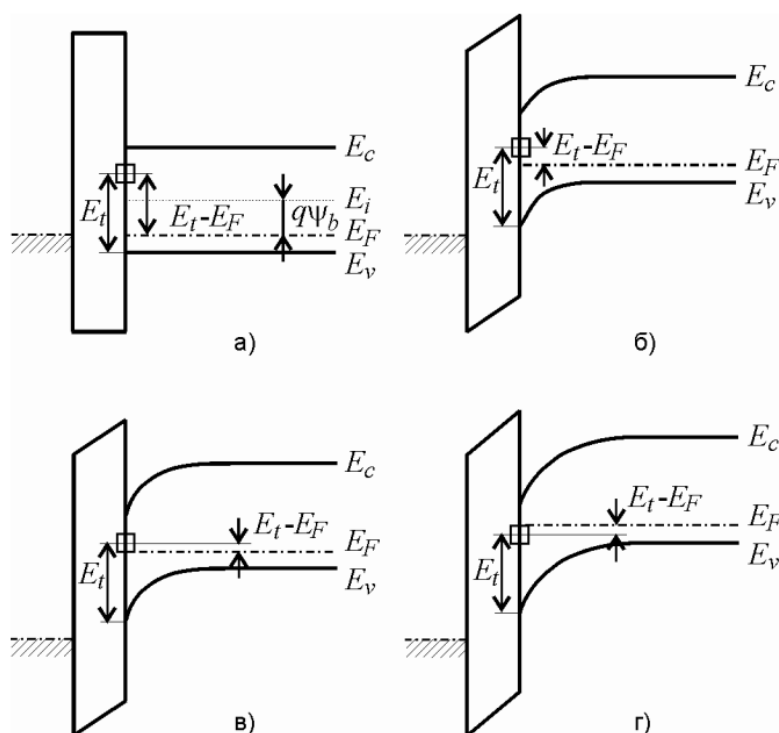 E_c
E_i
E_t
E_t-E_F
qψ_b
E_F
E_v
а)
E_c
E_t-E_F
E_F
E_t
E_v
б)
E_c
E_t-E_F
E_F
E_t
E_v
в)
E_c
E_t-E_F
E_F
E_t
E_v
г)